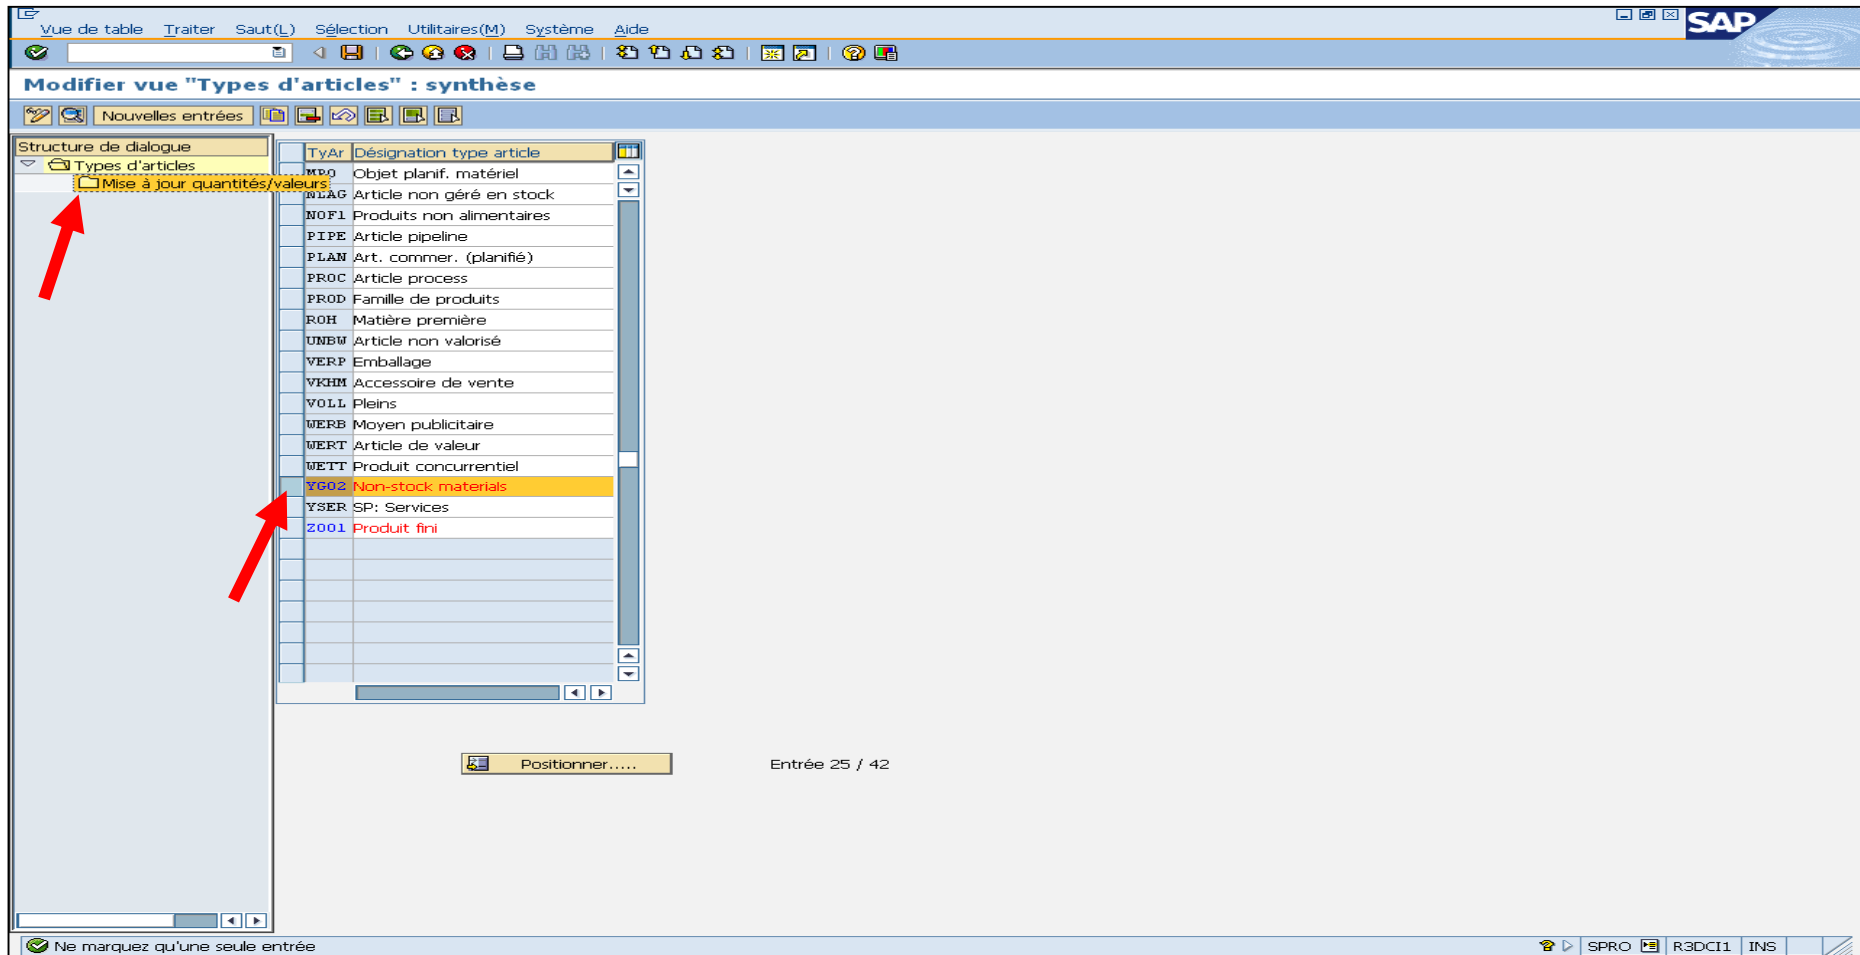 Vue de table Traiter Saut(L) Sélection Utilitaires(M) Système Aide
SAP
Modifier vue "Types d'articles" : synthèse
Nouvelles entrées
Structure de dialogue
Types d'articles
Mise à jour quantités/valeurs
TyAr Désignation type article
MPO Objet planif. matériel
NLAG Article non géré en stock
NOF1 Produits non alimentaires
PIPE Article pipeline
PLAN Art. commer. (planifié)
PROC Article process
PROD Famille de produits
ROH Matière première
UNBW Article non valorisé
VERP Emballage
VKHM Accessoire de vente
VOLL Pleins
WERB Moyen publicitaire
WERT Article de valeur
WETT Produit concurrentiel
YG02 Non-stock materials
YSER SP: Services
Z001 Produit fini
Positionner..... Entrée 25 / 42
Ne marquez qu'une seule entrée SPRO R3DCI1 INS